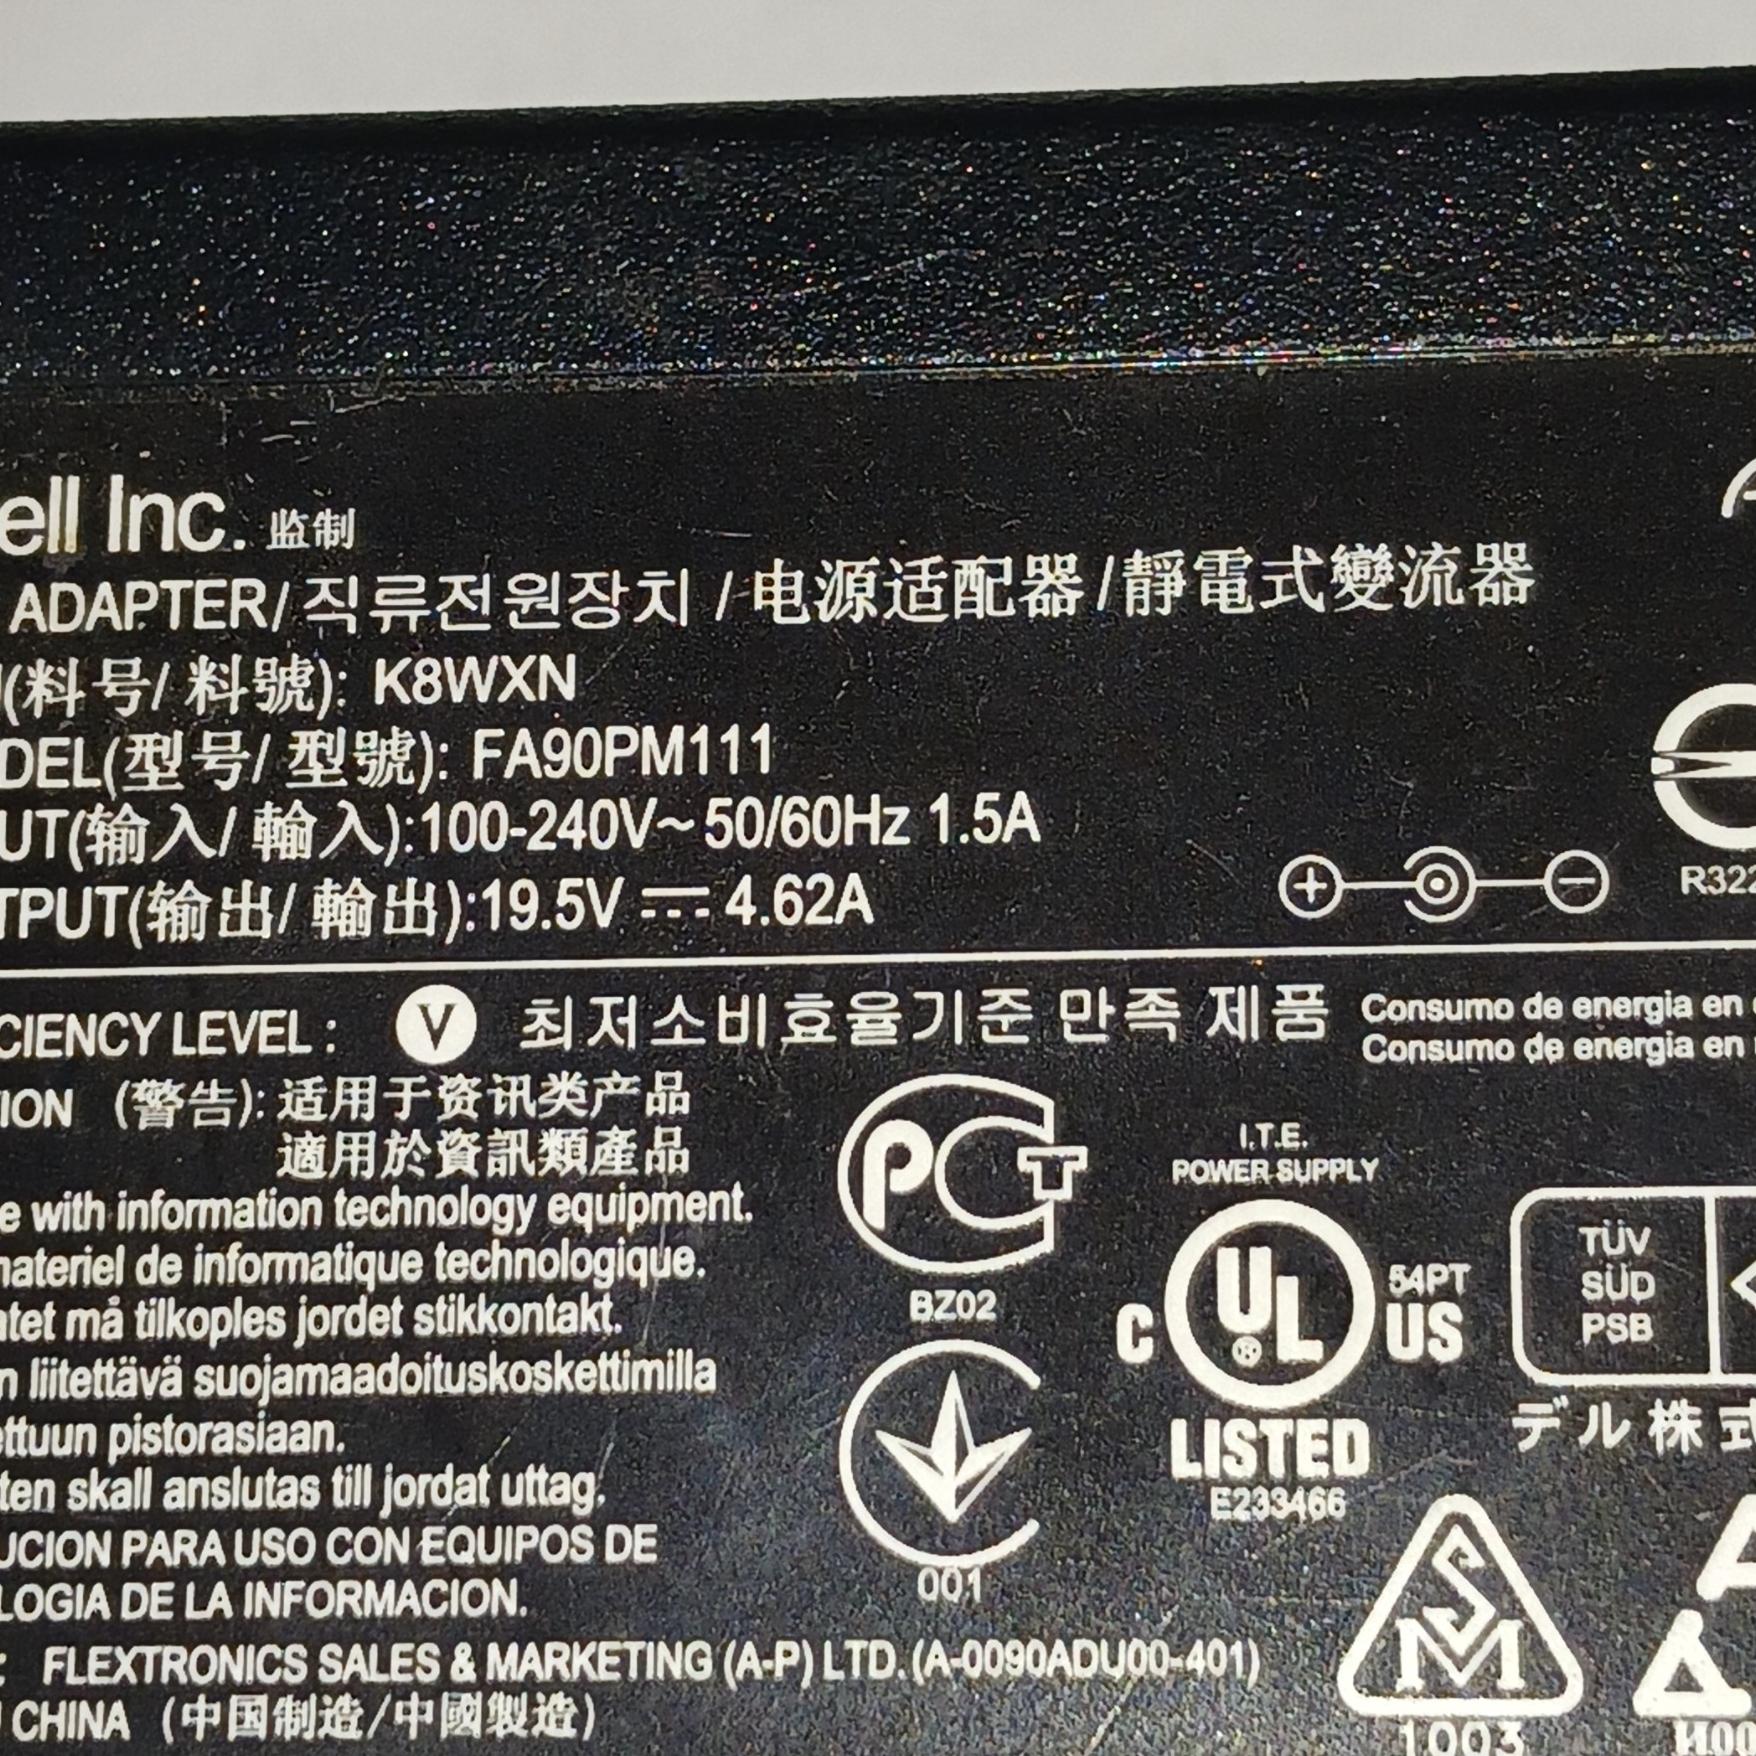 ell Inc. 监制
ADAPTER/직류전원장치 /电源适配器/靜電式變流器
(料号/ 料號): K8WXN
DEL(型号/ 型號): FA90PM111
UT(输入/ 輸入):100-240V~50/60Hz 1.5A
TPUT(输出/ 輸出):19.5V ⎓ 4.62A
R322
CIENCY LEVEL : V 최저소비효율기준 만족 제품
Consumo de energia en
Consumo de energia en
ION (警告): 适用于资讯类产品
適用於資訊類產品
e with information technology equipment.
materiel de informatique technologique.
tet må tilkoples jordet stikkontakt.
n liitettävä suojamaadoituskoskettimilla
ettuun pistorasiaan.
ten skall anslutas till jordat uttag.
UCION PARA USO CON EQUIPOS DE
LOGIA DE LA INFORMACION.
: FLEXTRONICS SALES & MARKETING (A-P) LTD. (A-0090ADU00-401)
CHINA (中国制造/中國製造)
PCT
BZ02
001
I.T.E.
POWER SUPPLY
C UL ® US
54PT
LISTED
E233466
TÜV
SÜD
PSB
デル株式
SM
1003
И00